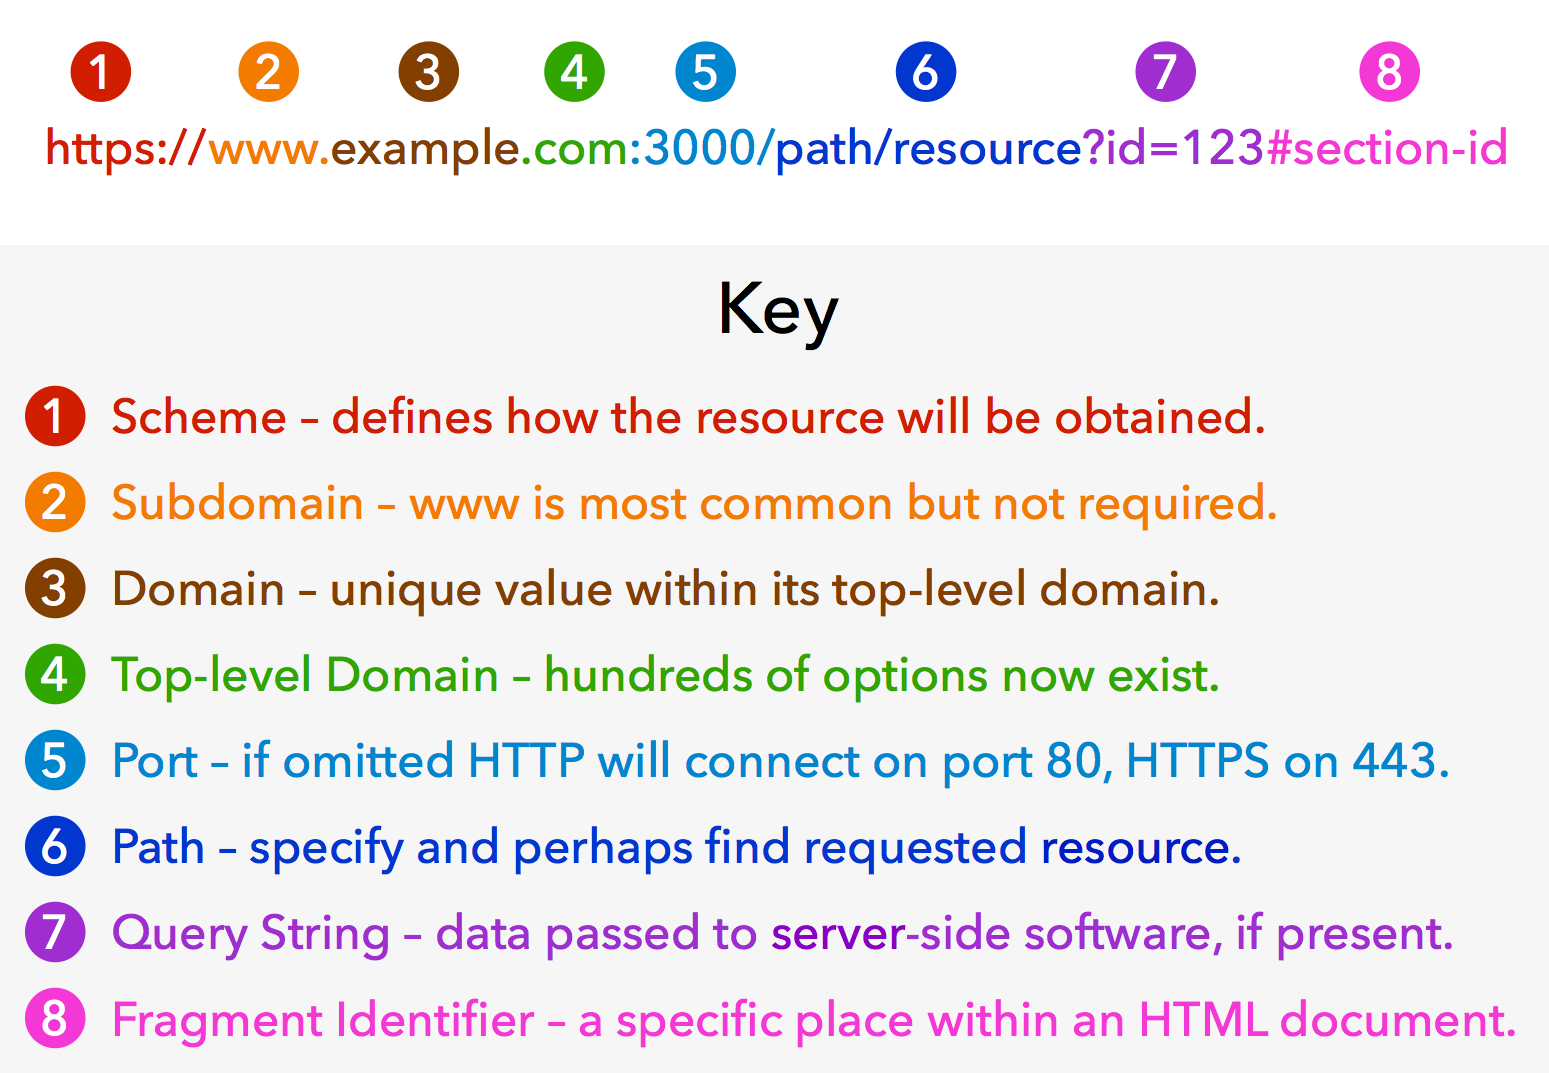 1 2 3 4 5 6 7 8
https://www.example.com:3000/path/resource?id=123#section-id
Key
1 Scheme – defines how the resource will be obtained.
2 Subdomain – www is most common but not required.
3 Domain – unique value within its top-level domain.
4 Top-level Domain – hundreds of options now exist.
5 Port – if omitted HTTP will connect on port 80, HTTPS on 443.
6 Path – specify and perhaps find requested resource.
7 Query String – data passed to server-side software, if present.
8 Fragment Identifier – a specific place within an HTML document.